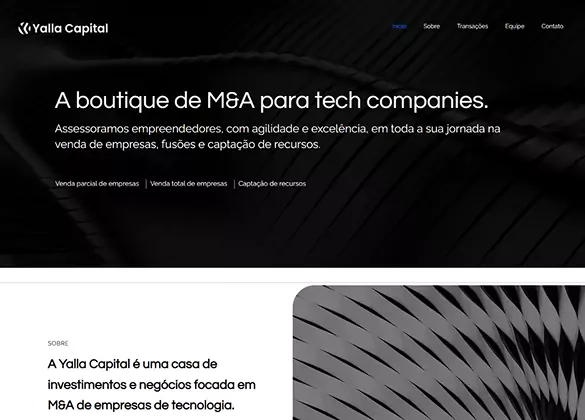 Yalla Capital
Início Sobre Transações Equipe Contato
A boutique de M&A para tech companies.
Assessoramos empreendedores, com agilidade e excelência, em toda a sua jornada na
venda de empresas, fusões e captação de recursos.
Venda parcial de empresas | Venda total de empresas | Captação de recursos
SOBRE
A Yalla Capital é uma casa de
investimentos e negócios focada em
M&A de empresas de tecnologia.